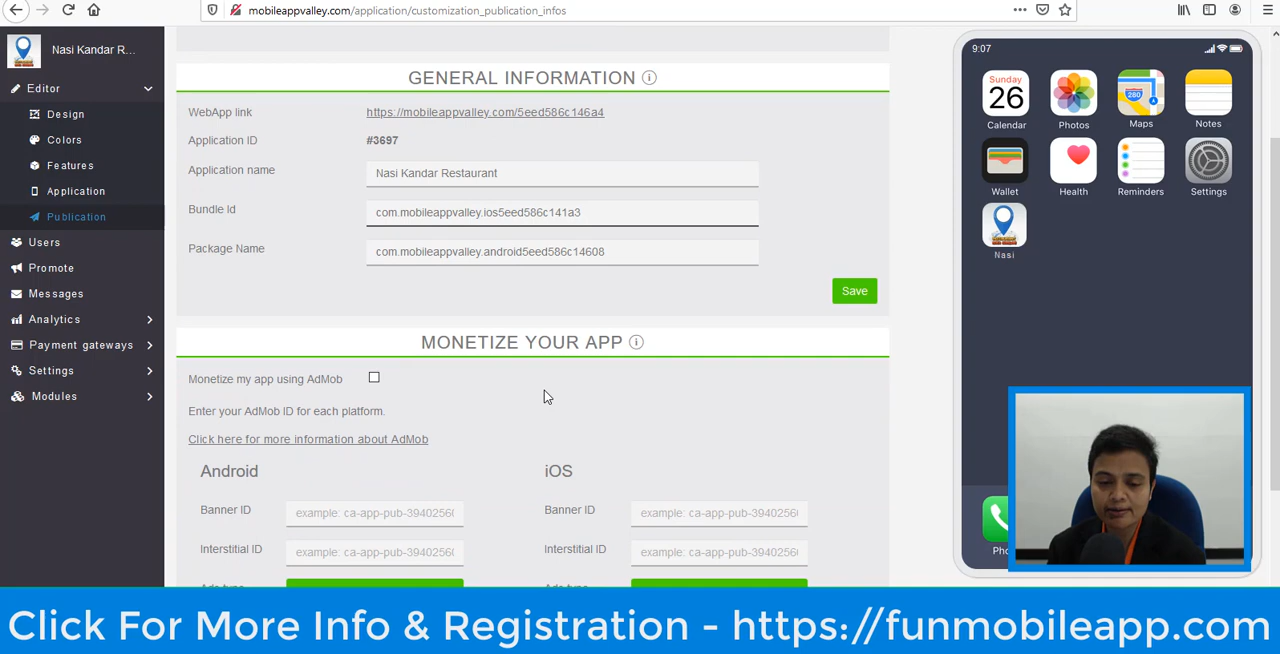 mobileappvalley.com/application/customization_publication_infos
Nasi Kandar R...
Editor
Design
Colors
Features
Application
Publication
Users
Promote
Messages
Analytics
Payment gateways
Settings
Modules
GENERAL INFORMATION
WebApp link
https://mobileappvalley.com/5eed586c146a4
Application ID
#3697
Application name
Nasi Kandar Restaurant
Bundle Id
com.mobileappvalley.ios5eed586c141a3
Package Name
com.mobileappvalley.android5eed586c14608
Save
MONETIZE YOUR APP
Monetize my app using AdMob
Enter your AdMob ID for each platform.
Click here for more information about AdMob
Android
iOS
Banner ID
example: ca-app-pub-3940256
Banner ID
example: ca-app-pub-3940256
Interstitial ID
example: ca-app-pub-3940256
Interstitial ID
example: ca-app-pub-3940256
9:07
Sunday
26
280
Calendar
Photos
Maps
Notes
Wallet
Health
Reminders
Settings
Nasi
Click For More Info & Registration - https://funmobileapp.com